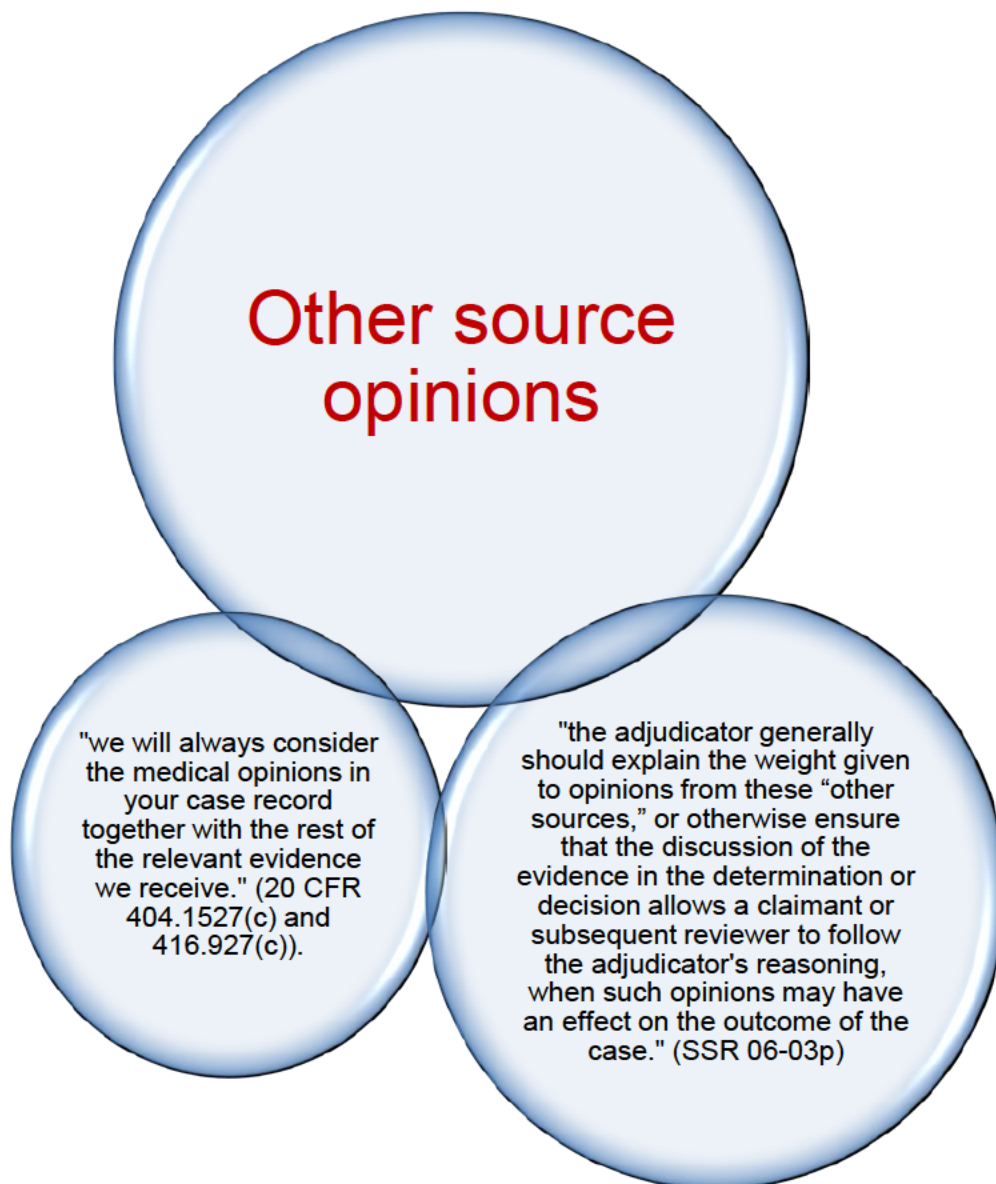 Other source
opinions
"we will always consider
the medical opinions in
your case record
together with the rest of
the relevant evidence
we receive." (20 CFR
404.1527(c) and
416.927(c)).
"the adjudicator generally
should explain the weight given
to opinions from these “other
sources,” or otherwise ensure
that the discussion of the
evidence in the determination or
decision allows a claimant or
subsequent reviewer to follow
the adjudicator's reasoning,
when such opinions may have
an effect on the outcome of the
case." (SSR 06-03p)